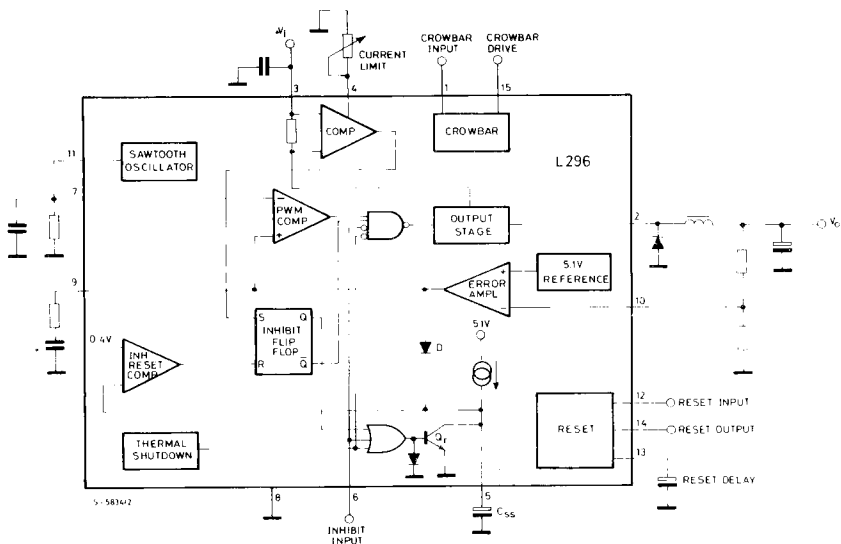 Vi
CURRENT
LIMIT
CROWBAR
INPUT
CROWBAR
DRIVE
3
4
1
15
COMP
CROWBAR
L296
11
SAWTOOTH
OSCILLATOR
7
- PWM
COMP
+
OUTPUT
STAGE
2
Vo
9
+
ERROR
AMPL
-
5.1V
REFERENCE
10
0.4V
INH
RESET
COMP
S Q
INHIBIT
FLIP
FLOP
R Q̅
5.1V
D
12 RESET INPUT
RESET
14 RESET OUTPUT
13
THERMAL
SHUTDOWN
Qr
RESET DELAY
S-5834/2
8
6
5
Css
INHIBIT
INPUT